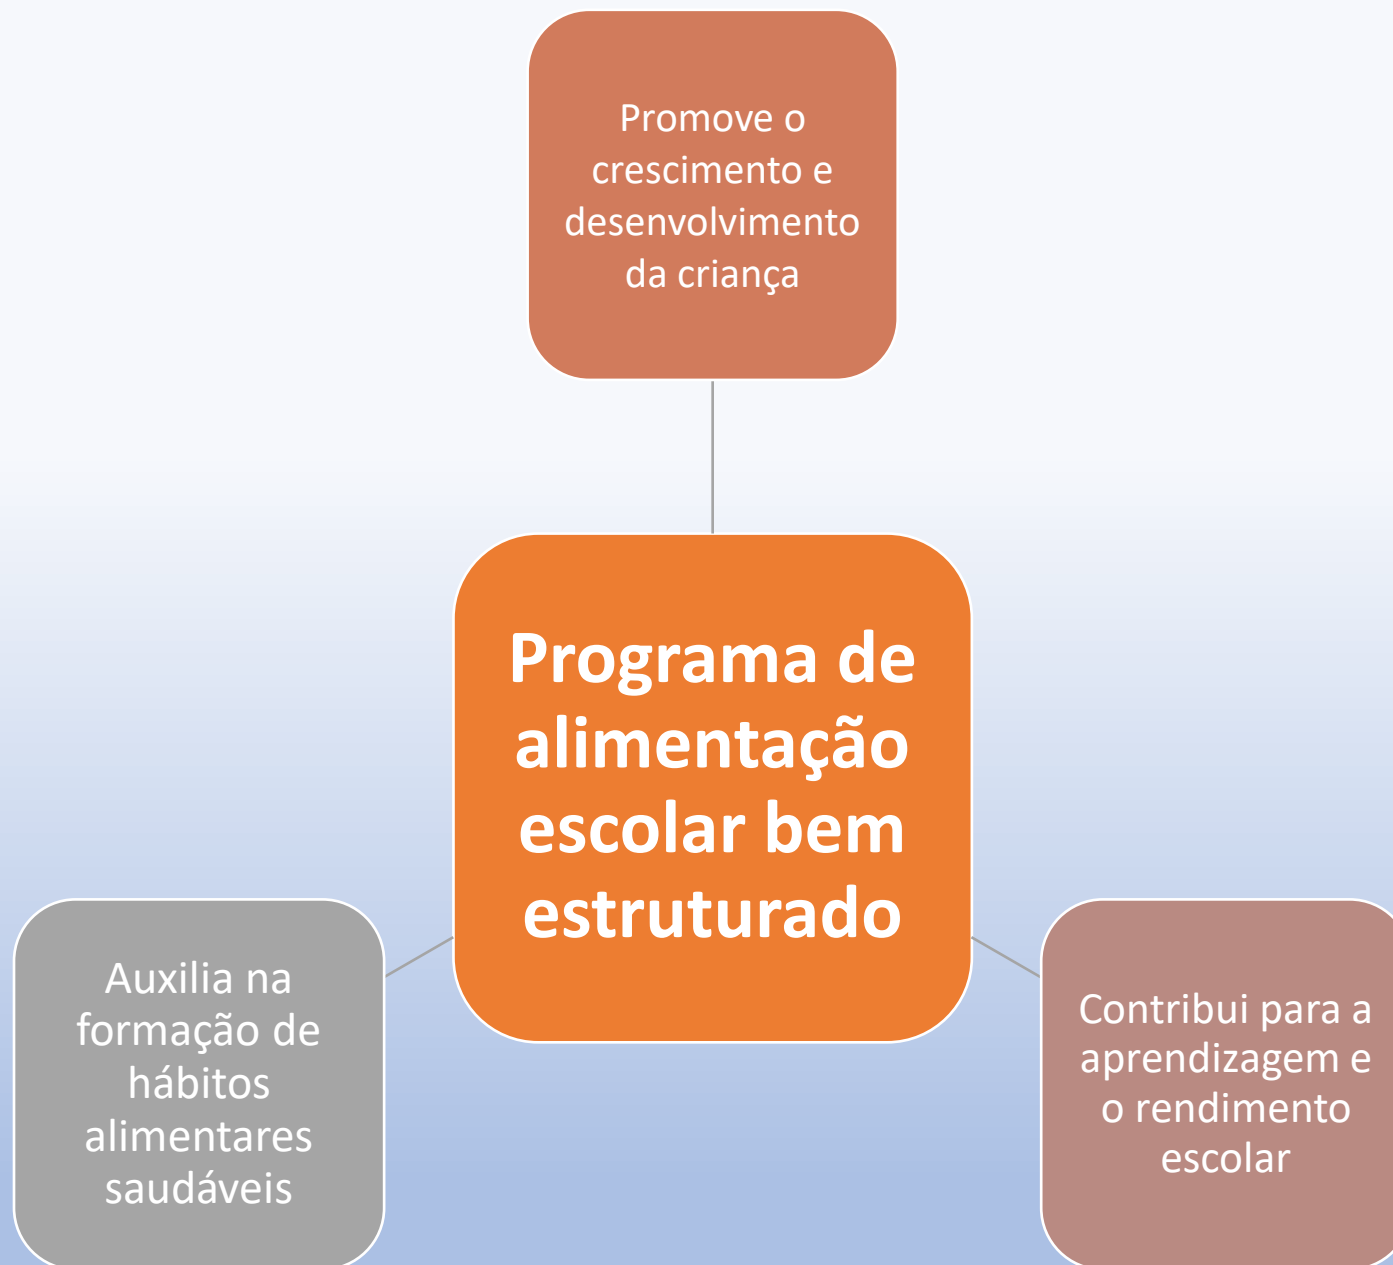 Promove o
crescimento e
desenvolvimento
da criança
Programa de
alimentação
escolar bem
estruturado
Auxilia na
formação de
hábitos
alimentares
saudáveis
Contribui para a
aprendizagem e
o rendimento
escolar